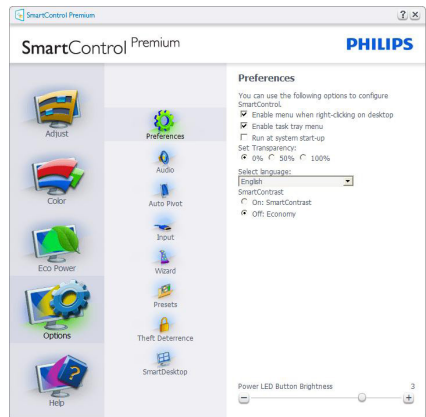 SmartControl Premium
SmartControl Premium
PHILIPS
Adjust
Color
Eco Power
Options
Help
Preferences
Audio
Auto Pivot
Input
Wizard
Presets
Theft Deterrence
SmartDesktop
Preferences
You can use the following options to configure
SmartControl.
Enable menu when right-clicking on desktop
Enable task tray menu
Run at system start-up
Set Transparency:
0% 50% 100%
Select language:
English
SmartContrast
On: SmartContrast
Off: Economy
Power LED Button Brightness 3